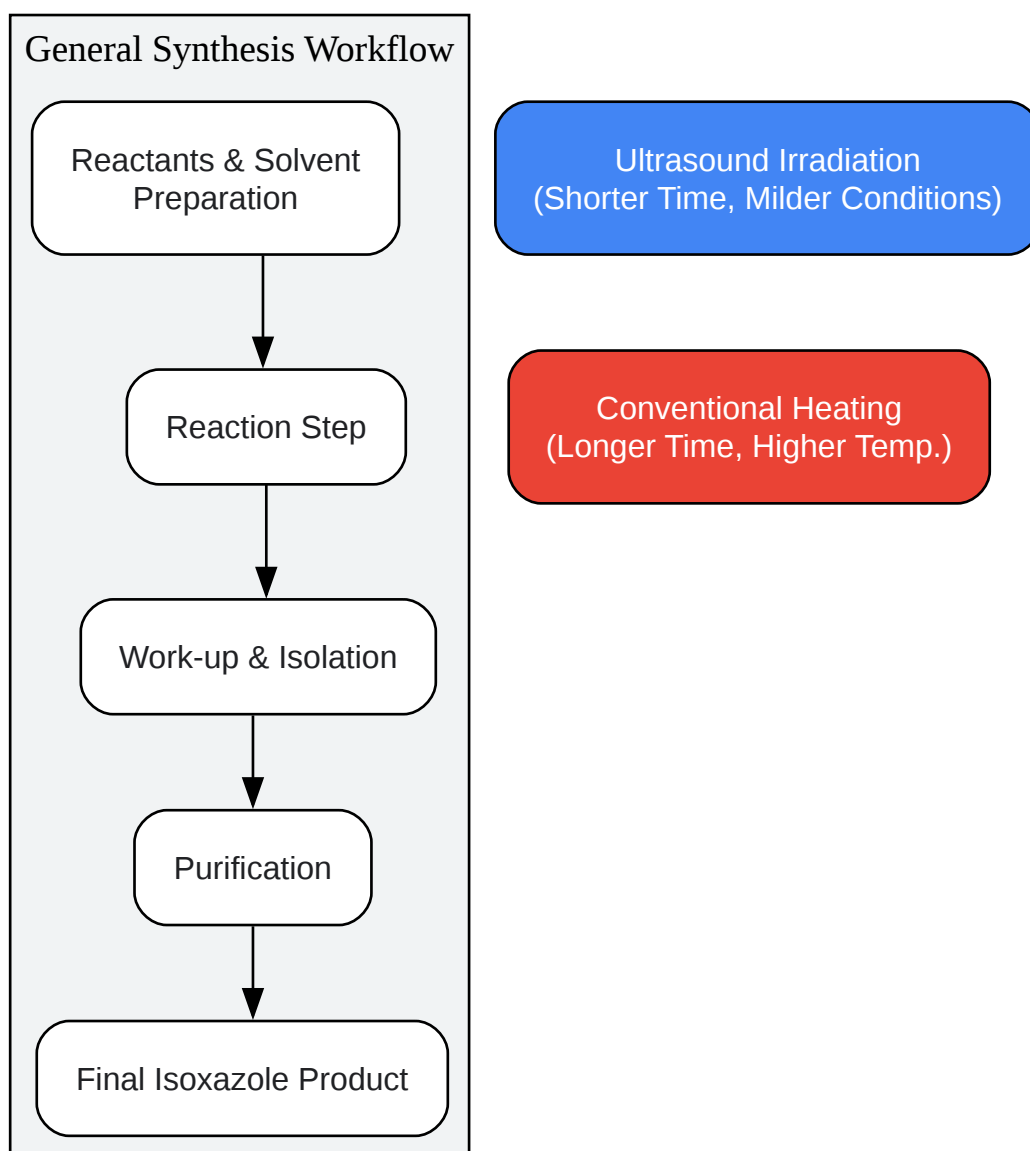 General Synthesis Workflow
Reactants & Solvent
Preparation
Ultrasound Irradiation
(Shorter Time, Milder Conditions)
Reaction Step
Conventional Heating
(Longer Time, Higher Temp.)
Work-up & Isolation
Purification
Final Isoxazole Product